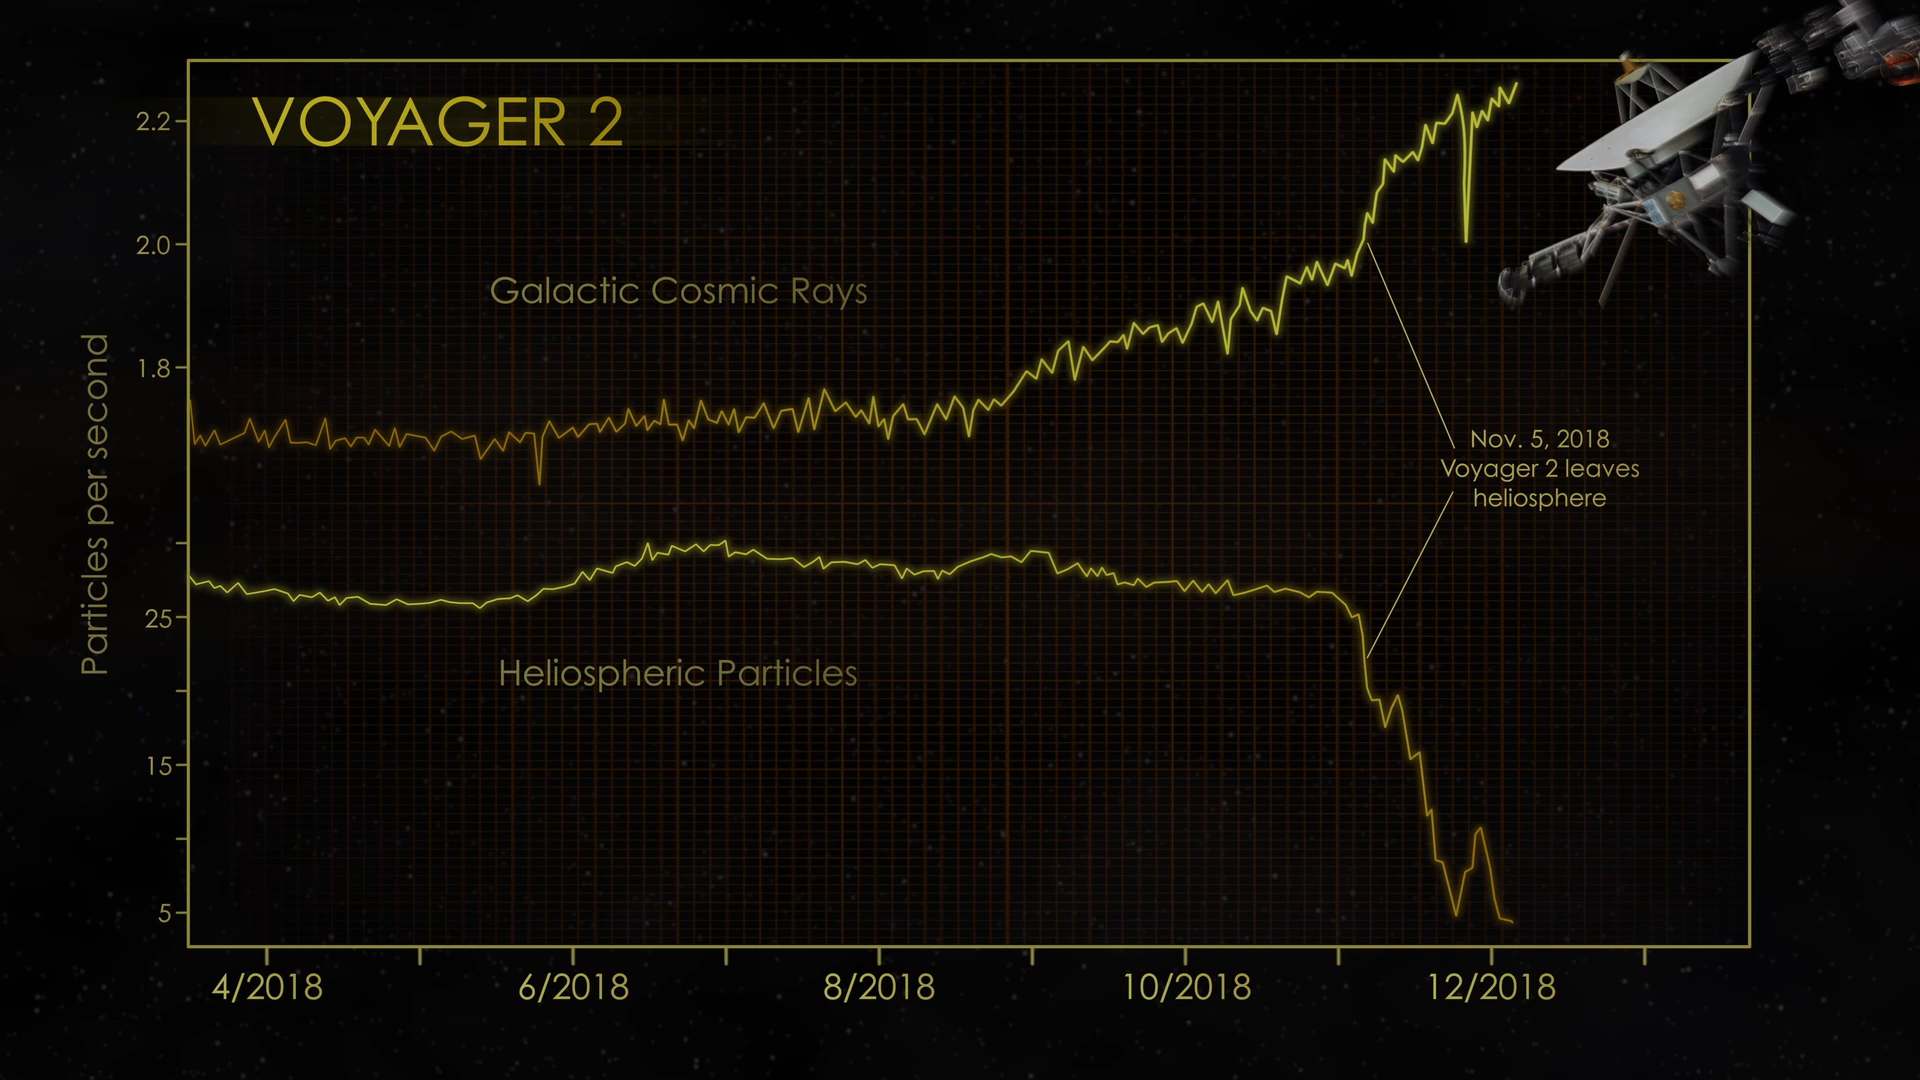 VOYAGER 2
2.2
2.0
1.8
25
15
5
Particles per second
Galactic Cosmic Rays
Heliospheric Particles
Nov. 5, 2018
Voyager 2 leaves
heliosphere
4/2018
6/2018
8/2018
10/2018
12/2018